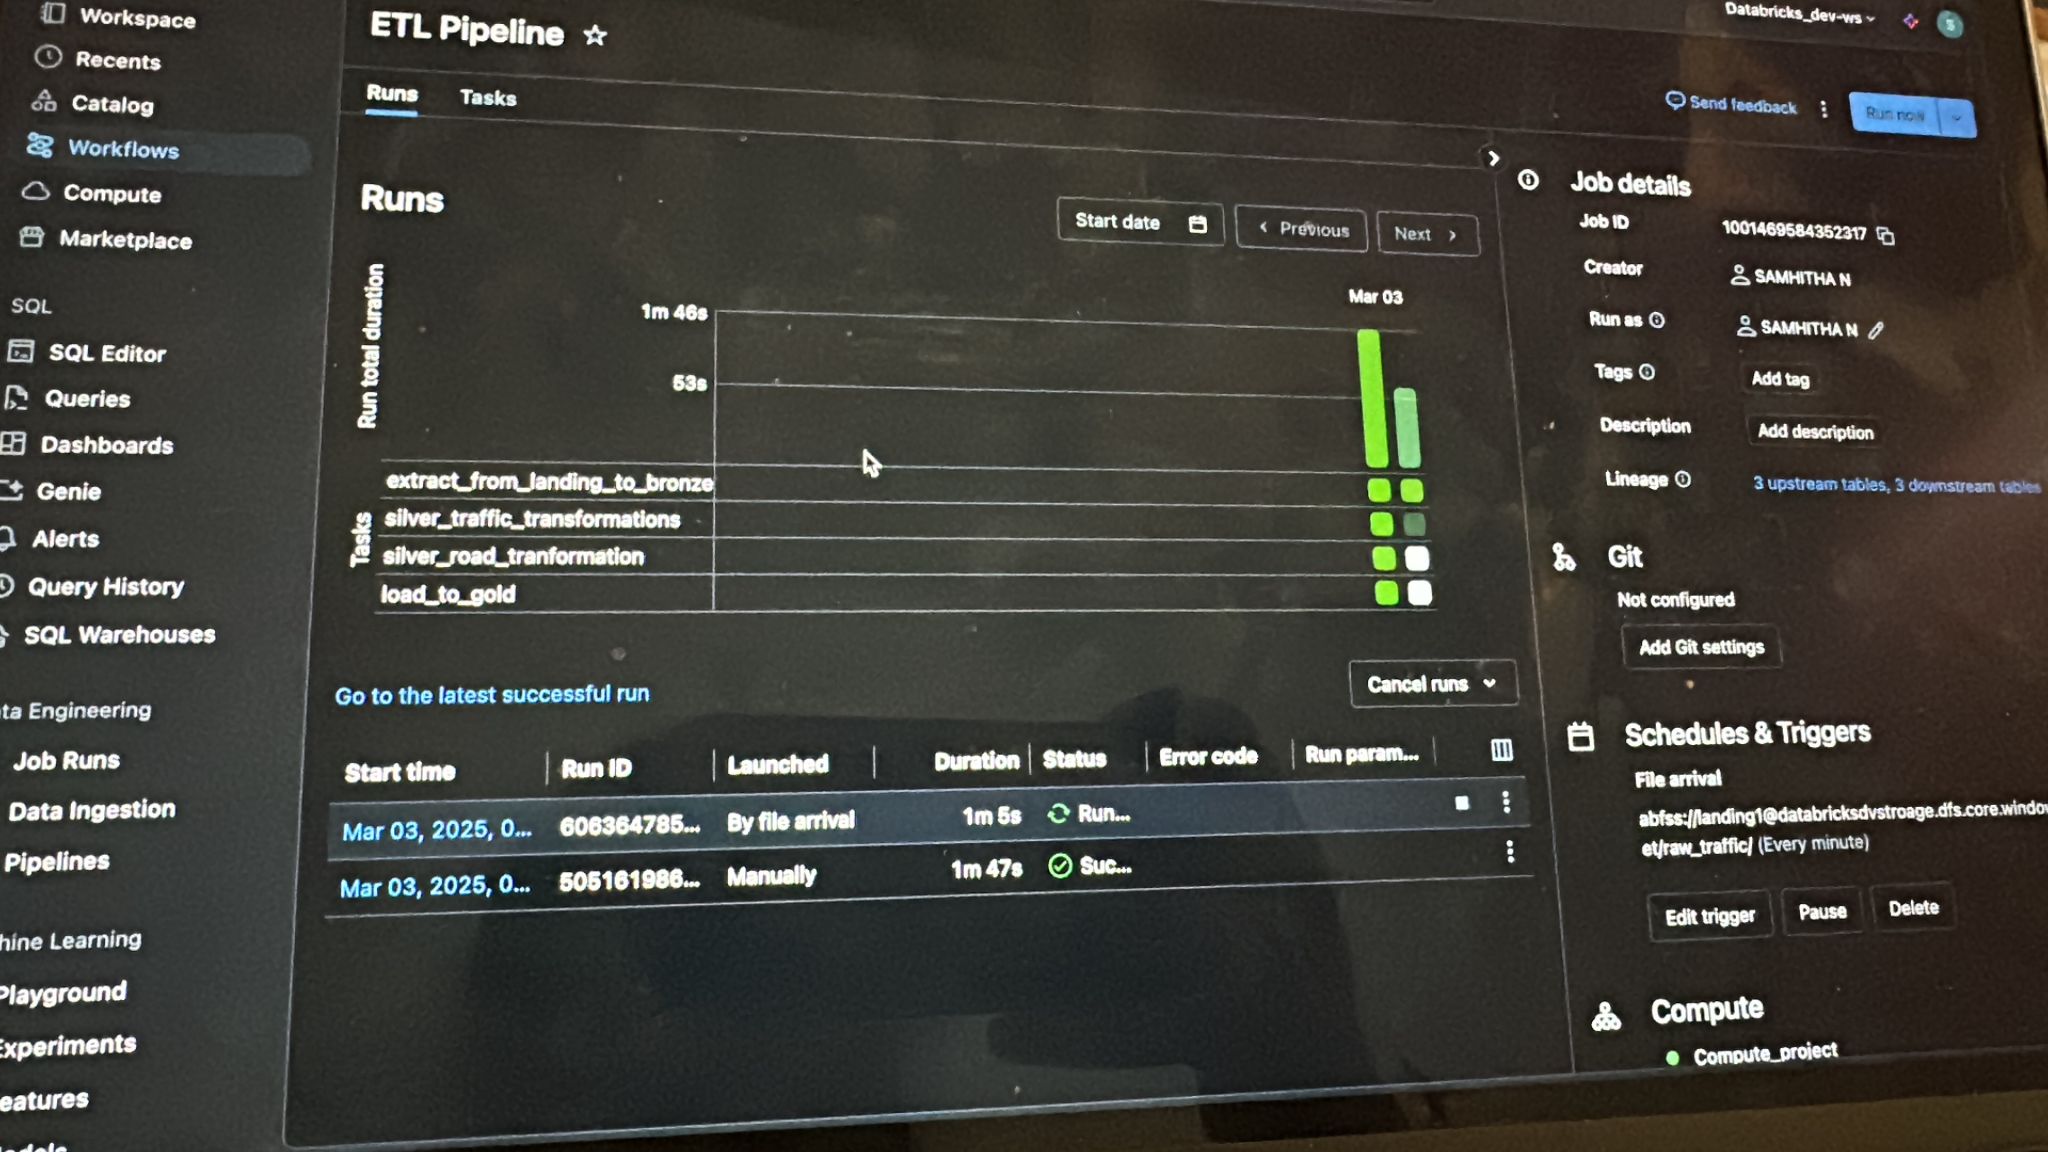 Workspace
Recents
Catalog
Workflows
Compute
Marketplace
SQL
SQL Editor
Queries
Dashboards
Genie
Alerts
Query History
SQL Warehouses
ta Engineering
Job Runs
Data Ingestion
Pipelines
hine Learning
Playground
Experiments
eatures
ETL Pipeline
Databricks_dev-ws
S
Runs Tasks
Send feedback
Run now
Runs
Start date
Previous
Next
Run total duration
Mar 03
1m 46s
53s
Tasks
extract_from_landing_to_bronze
silver_traffic_transformations
silver_road_tranformation
load_to_gold
Go to the latest successful run
Cancel runs
Start time Run ID Launched Duration Status Error code Run param...
Mar 03, 2025, 0... 606364785... By file arrival 1m 5s Run...
Mar 03, 2025, 0... 505161986... Manually 1m 47s Suc...
Job details
Job ID 1001469584352317
Creator SAMHITHA N
Run as SAMHITHA N
Tags Add tag
Description Add description
Lineage 3 upstream tables, 3 downstream tables
Git
Not configured
Add Git settings
Schedules & Triggers
File arrival
abfss://landing1@databricksdvstroage.dfs.core.window
et/raw_traffic/ (Every minute)
Edit trigger Pause Delete
Compute
Compute_project